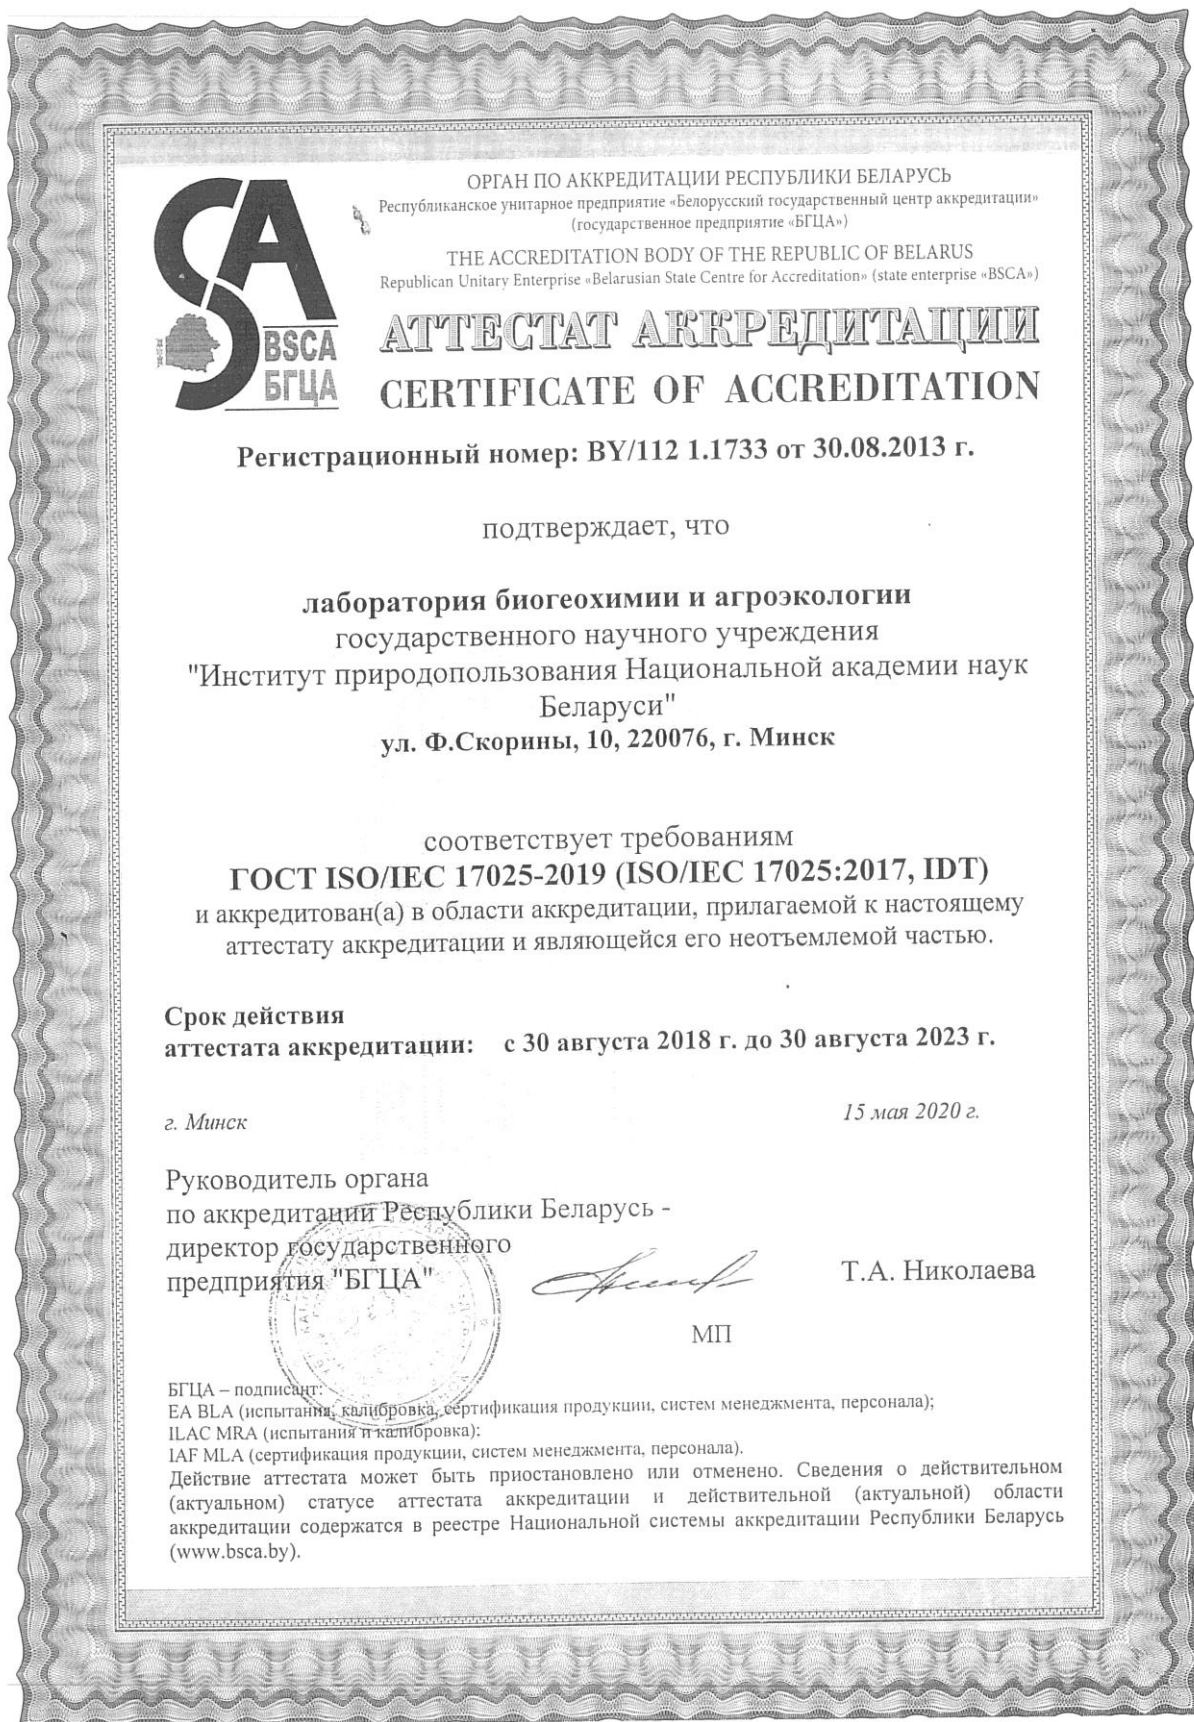 ОРГАН ПО АККРЕДИТАЦИИ РЕСПУБЛИКИ БЕЛАРУСЬ
Республиканское унитарное предприятие «Белорусский государственный центр аккредитации»
(государственное предприятие «БГЦА»)
THE ACCREDITATION BODY OF THE REPUBLIC OF BELARUS
Republican Unitary Enterprise «Belarusian State Centre for Accreditation» (state enterprise «BSCA»)
BSCA
БГЦА
АТТЕСТАТ АККРЕДИТАЦИИ
CERTIFICATE OF ACCREDITATION
Регистрационный номер: BY/112 1.1733 от 30.08.2013 г.
подтверждает, что
лаборатория биогеохимии и агроэкологии
государственного научного учреждения
"Институт природопользования Национальной академии наук
Беларуси"
ул. Ф.Скорины, 10, 220076, г. Минск
соответствует требованиям
ГОСТ ISO/IEC 17025-2019 (ISO/IEC 17025:2017, IDT)
и аккредитован(а) в области аккредитации, прилагаемой к настоящему
аттестату аккредитации и являющейся его неотъемлемой частью.
Срок действия
аттестата аккредитации: с 30 августа 2018 г. до 30 августа 2023 г.
г. Минск 15 мая 2020 г.
Руководитель органа
по аккредитации Республики Беларусь -
директор государственного
предприятия "БГЦА" Т.А. Николаева
МП
БГЦА – подписант:
EA BLA (испытания, калибровка, сертификация продукции, систем менеджмента, персонала);
ILAC MRA (испытания и калибровка);
IAF MLA (сертификация продукции, систем менеджмента, персонала).
Действие аттестата может быть приостановлено или отменено. Сведения о действительном
(актуальном) статусе аттестата аккредитации и действительной (актуальной) области
аккредитации содержатся в реестре Национальной системы аккредитации Республики Беларусь
(www.bsca.by).